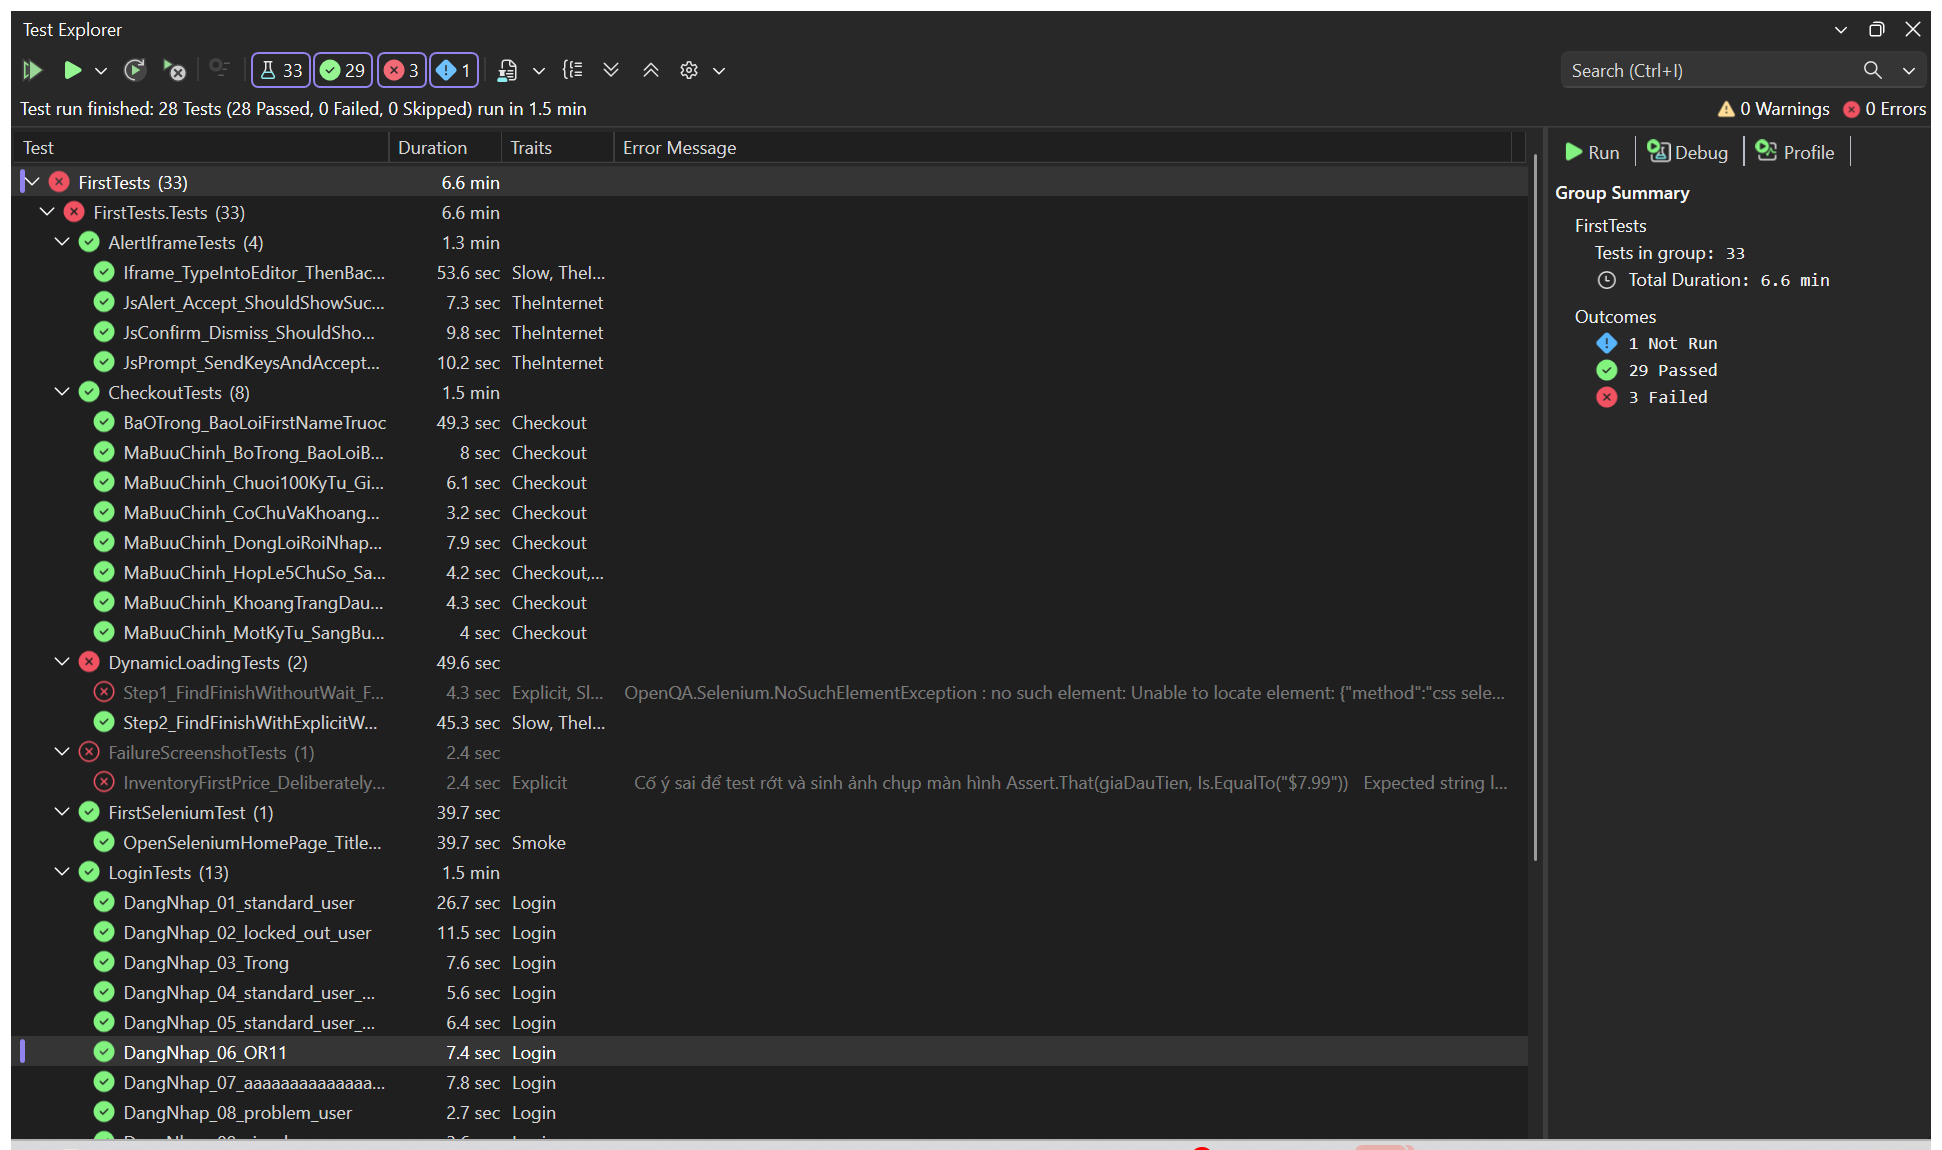 Test Explorer
33 29 3 1
Search (Ctrl+I)
Test run finished: 28 Tests (28 Passed, 0 Failed, 0 Skipped) run in 1.5 min
0 Warnings 0 Errors
Test Duration Traits Error Message
FirstTests (33) 6.6 min
FirstTests.Tests (33) 6.6 min
AlertIframeTests (4) 1.3 min
Iframe_TypeIntoEditor_ThenBac... 53.6 sec Slow, TheI...
JsAlert_Accept_ShouldShowSuc... 7.3 sec TheInternet
JsConfirm_Dismiss_ShouldSho... 9.8 sec TheInternet
JsPrompt_SendKeysAndAccept... 10.2 sec TheInternet
CheckoutTests (8) 1.5 min
BaOTrong_BaoLoiFirstNameTruoc 49.3 sec Checkout
MaBuuChinh_BoTrong_BaoLoiB... 8 sec Checkout
MaBuuChinh_Chuoi100KyTu_Gi... 6.1 sec Checkout
MaBuuChinh_CoChuVaKhoang... 3.2 sec Checkout
MaBuuChinh_DongLoiRoiNhap... 7.9 sec Checkout
MaBuuChinh_HopLe5ChuSo_Sa... 4.2 sec Checkout,...
MaBuuChinh_KhoangTrangDau... 4.3 sec Checkout
MaBuuChinh_MotKyTu_SangBu... 4 sec Checkout
DynamicLoadingTests (2) 49.6 sec
Step1_FindFinishWithoutWait_F... 4.3 sec Explicit, Sl... OpenQA.Selenium.NoSuchElementException : no such element: Unable to locate element: {"method":"css sele...
Step2_FindFinishWithExplicitW... 45.3 sec Slow, TheI...
FailureScreenshotTests (1) 2.4 sec
InventoryFirstPrice_Deliberately... 2.4 sec Explicit Cố ý sai để test rớt và sinh ảnh chụp màn hình Assert.That(giaDauTien, Is.EqualTo("$7.99")) Expected string l...
FirstSeleniumTest (1) 39.7 sec
OpenSeleniumHomePage_Title... 39.7 sec Smoke
LoginTests (13) 1.5 min
DangNhap_01_standard_user 26.7 sec Login
DangNhap_02_locked_out_user 11.5 sec Login
DangNhap_03_Trong 7.6 sec Login
DangNhap_04_standard_user_... 5.6 sec Login
DangNhap_05_standard_user_... 6.4 sec Login
DangNhap_06_OR11 7.4 sec Login
DangNhap_07_aaaaaaaaaaaaaa... 7.8 sec Login
DangNhap_08_problem_user 2.7 sec Login
Run Debug Profile
Group Summary
FirstTests
Tests in group: 33
Total Duration: 6.6 min
Outcomes
1 Not Run
29 Passed
3 Failed